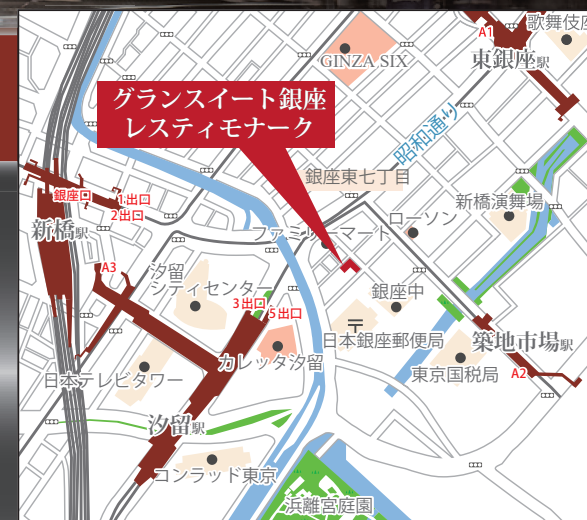 歌舞伎座
A1
GINZA SIX
東銀座駅
グランスイート銀座
レスティモナーク
昭和通り
銀座東七丁目
銀座口
1出口
2出口
新橋演舞場
ローソン
新橋駅
ファミリーマート
A3
汐留
シティセンター
銀座中
3出口
5出口
〒
日本銀座郵便局
築地市場駅
カレッタ汐留
東京国税局
A2
日本テレビタワー
汐留駅
コンラッド東京
浜離宮庭園